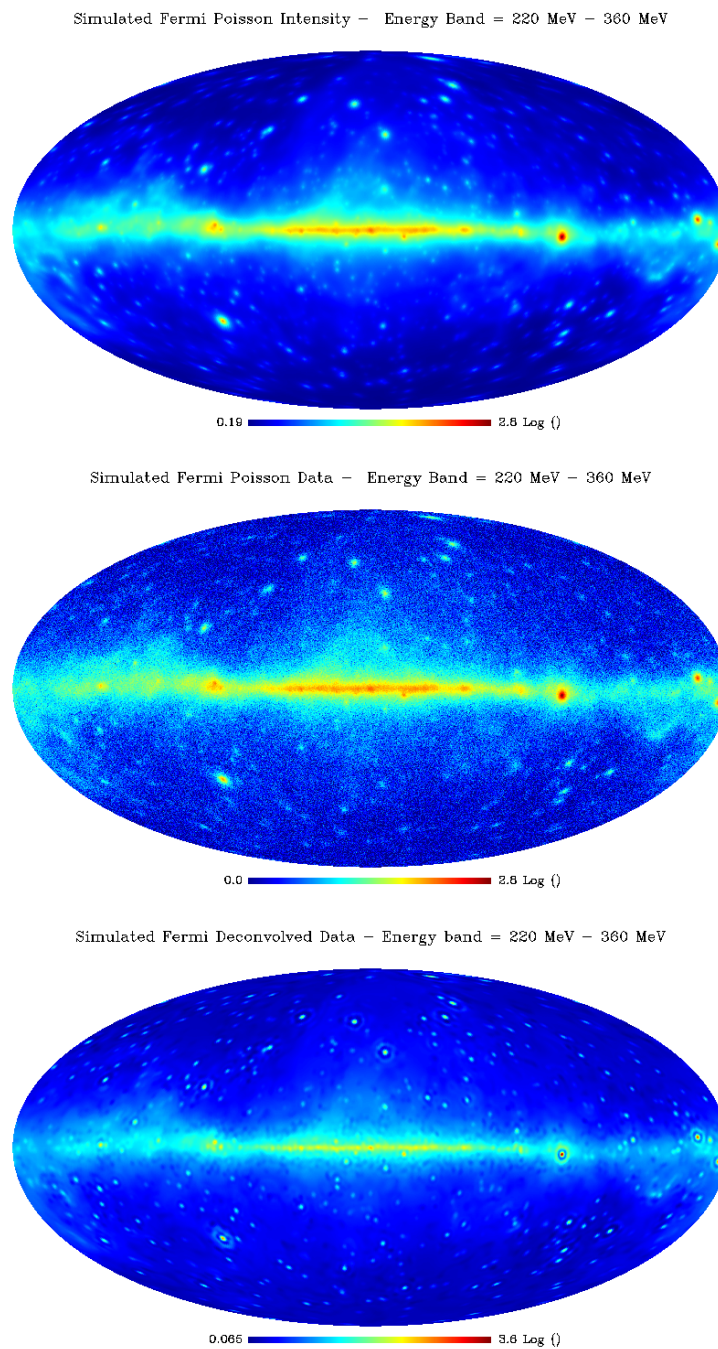 Simulated Fermi Poisson Intensity – Energy Band = 220 MeV – 360 MeV
0.19 2.8 Log ()
Simulated Fermi Poisson Data – Energy Band = 220 MeV – 360 MeV
0.0 2.8 Log ()
Simulated Fermi Deconvolved Data – Energy band = 220 MeV – 360 MeV
0.065 3.6 Log ()